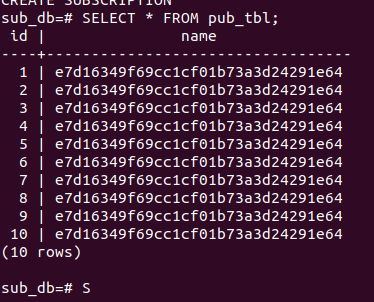 CREATE SUBSCRIPTION
sub_db=# SELECT * FROM pub_tbl;
 id |               name
----+----------------------------------
  1 | e7d16349f69cc1cf01b73a3d24291e64
  2 | e7d16349f69cc1cf01b73a3d24291e64
  3 | e7d16349f69cc1cf01b73a3d24291e64
  4 | e7d16349f69cc1cf01b73a3d24291e64
  5 | e7d16349f69cc1cf01b73a3d24291e64
  6 | e7d16349f69cc1cf01b73a3d24291e64
  7 | e7d16349f69cc1cf01b73a3d24291e64
  8 | e7d16349f69cc1cf01b73a3d24291e64
  9 | e7d16349f69cc1cf01b73a3d24291e64
 10 | e7d16349f69cc1cf01b73a3d24291e64
(10 rows)
sub_db=# S